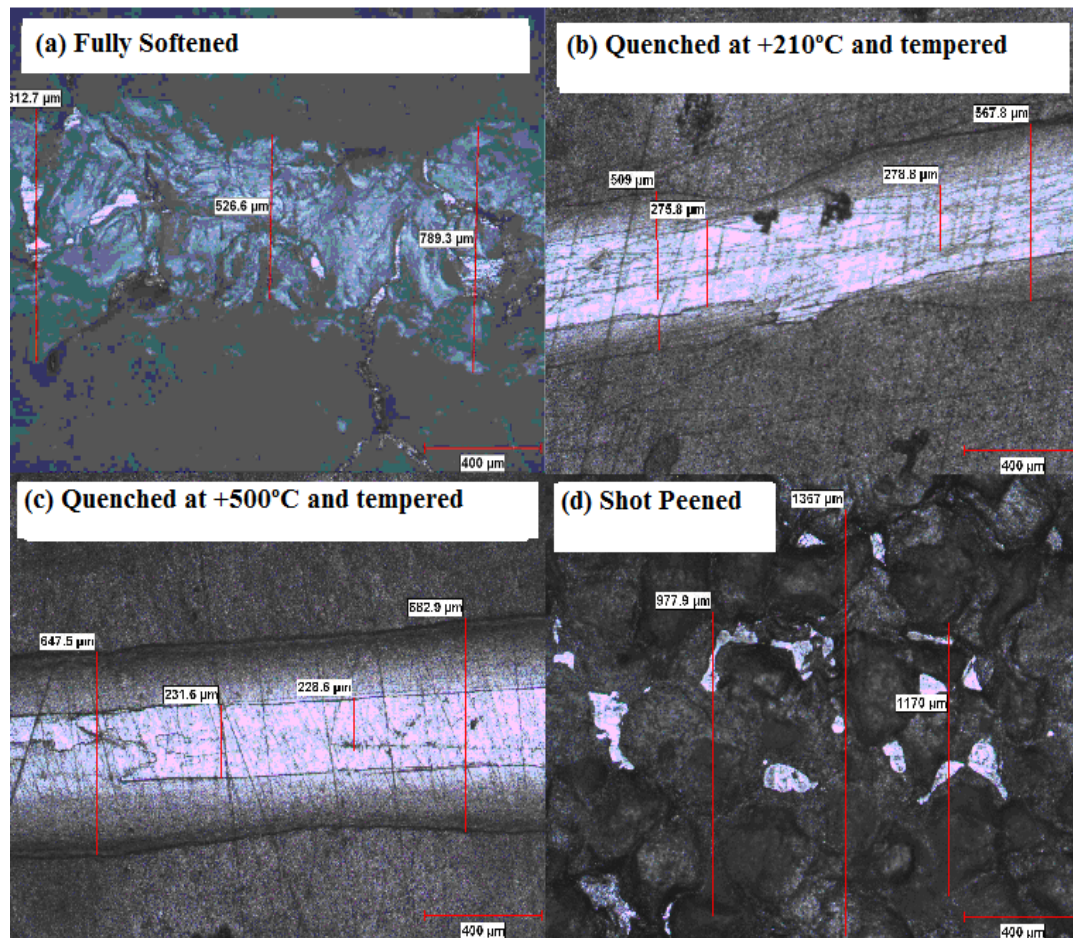 (a) Fully Softened
812.7 µm
526.6 µm
789.3 µm
400 µm
(b) Quenched at +210ºC and tempered
567.8 µm
509 µm
278.8 µm
275.8 µm
400 µm
(c) Quenched at +500ºC and tempered
682.9 µm
647.5 µm
231.6 µm
228.6 µm
400 µm
(d) Shot Peened
1367 µm
977.9 µm
1170 µm
400 µm